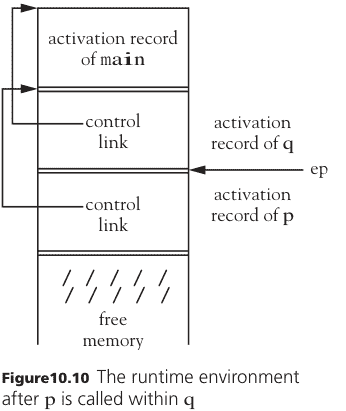 activation record
of main
control
link
activation
record of q
ep
control
link
activation
record of p
free
memory
Figure10.10 The runtime environment
after p is called within q